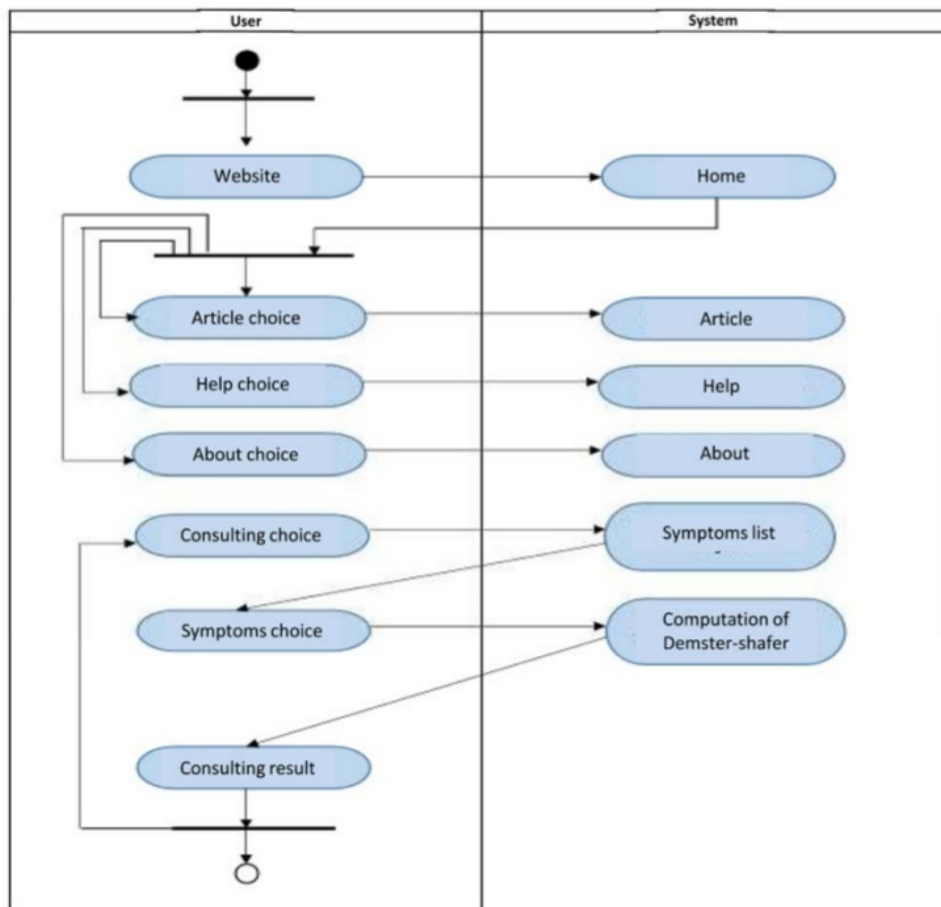 User
System
Website
Home
Article choice
Article
Help choice
Help
About choice
About
Consulting choice
Symptoms list
Symptoms choice
Computation of
Demster-shafer
Consulting result